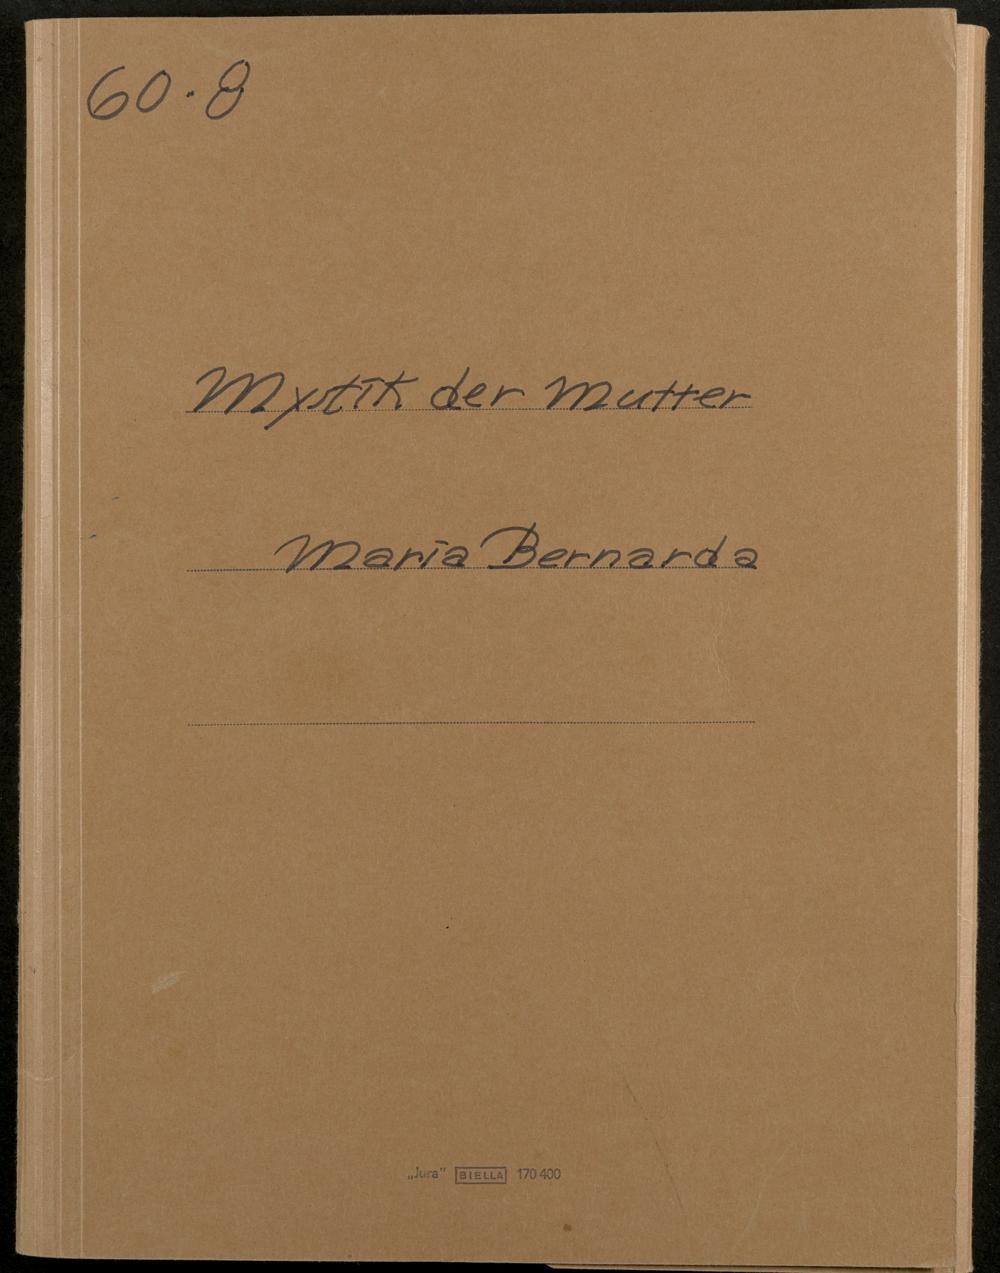 60.8
Mystik der Mutter
Maria Bernarda
„Jura" BIELLA 170 400